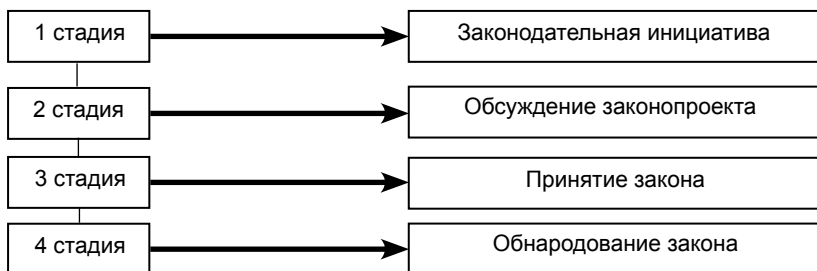 1 стадия
Законодательная инициатива
2 стадия
Обсуждение законопроекта
3 стадия
Принятие закона
4 стадия
Обнародование закона